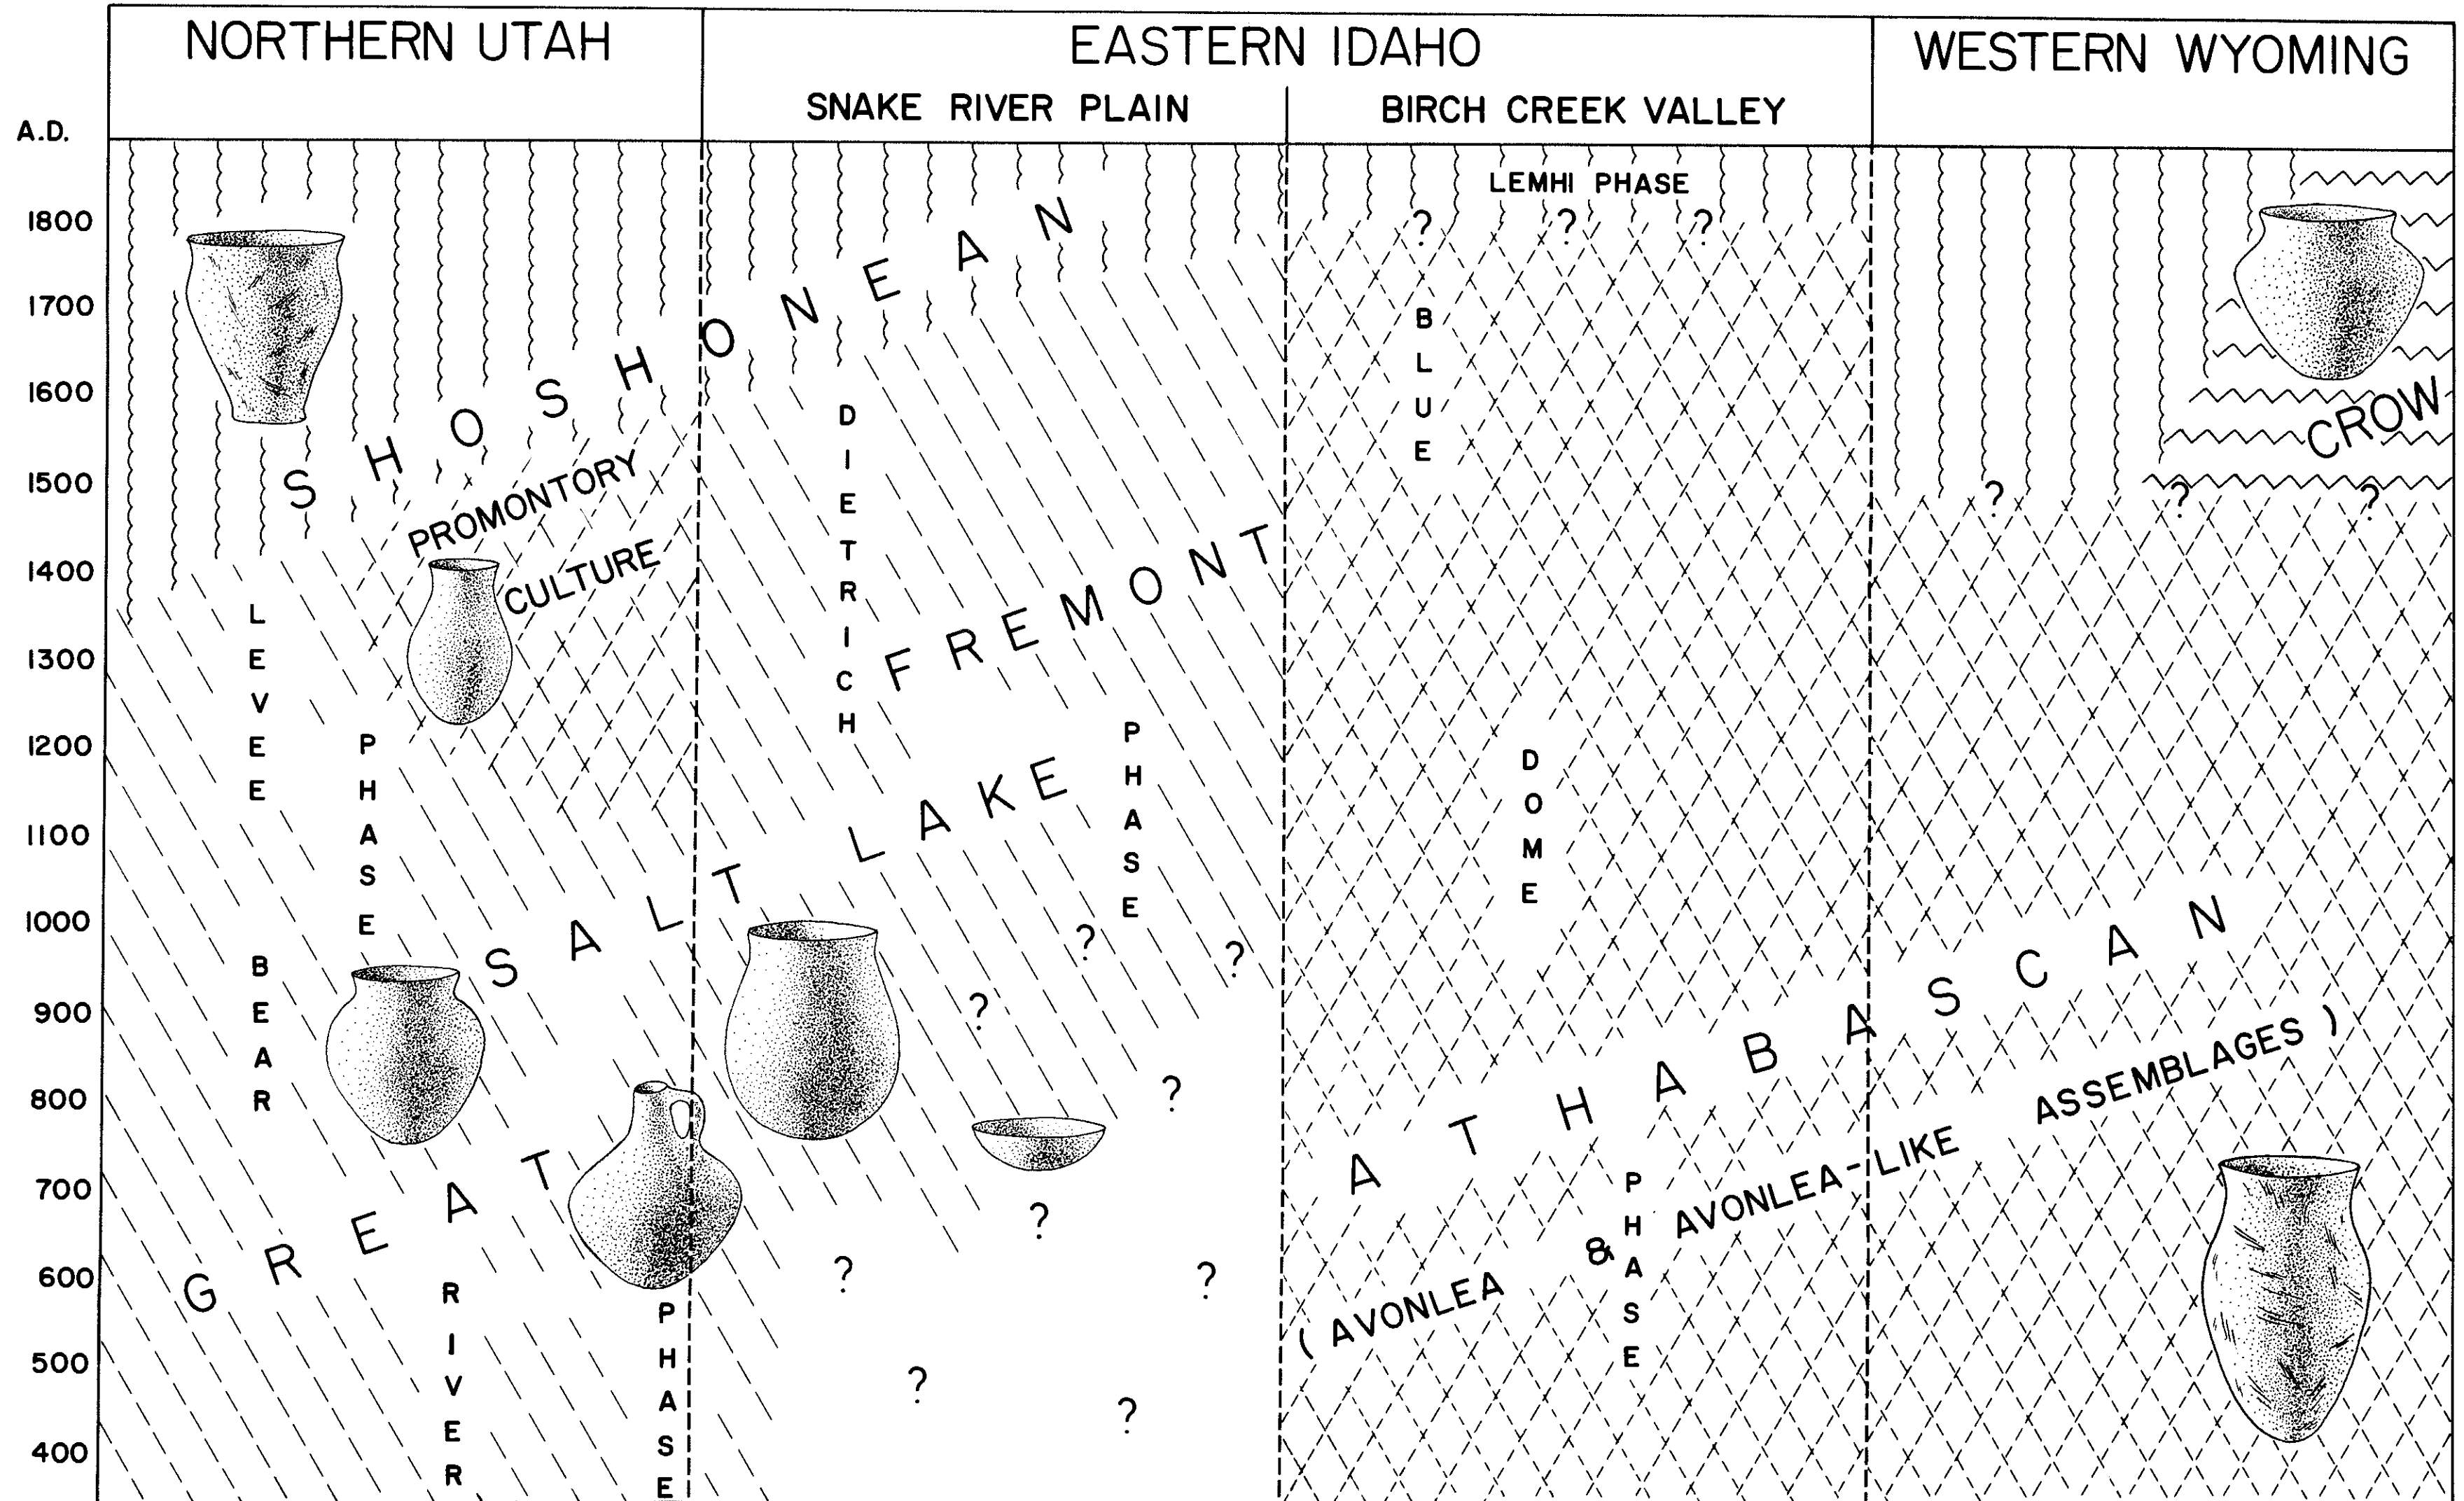 NORTHERN UTAH
EASTERN IDAHO
WESTERN WYOMING
SNAKE RIVER PLAIN
BIRCH CREEK VALLEY
A.D.
1800
1700
1600
1500
1400
1300
1200
1100
1000
900
800
700
600
500
400
LEMHI PHASE
? ? ?
SHOSHONEAN
PROMONTORY
CULTURE
LEVEE
PHASE
BEAR
RIVER
PHASE
GREAT SALT LAKE FREMONT
DIETRICH
PHASE
? ?
?
?
?
? ?
?
?
BLUE
DOME
PHASE
CROW
? ? ?
ATHABASCAN
( AVONLEA & AVONLEA-LIKE ASSEMBLAGES )